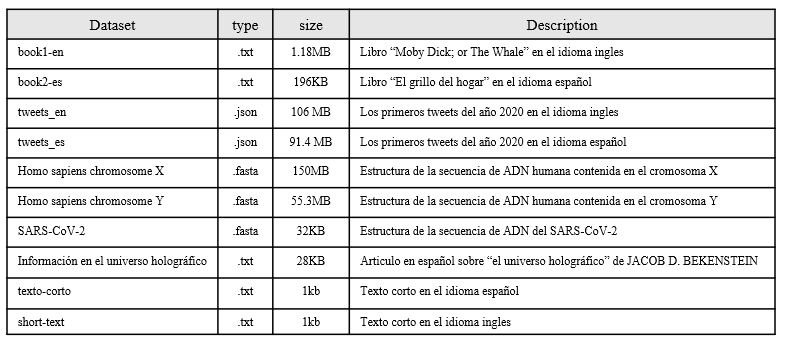 Dataset type size Description
book1-en .txt 1.18MB Libro “Moby Dick; or The Whale” en el idioma ingles
book2-es .txt 196KB Libro “El grillo del hogar” en el idioma español
tweets_en .json 106 MB Los primeros tweets del año 2020 en el idioma ingles
tweets_es .json 91.4 MB Los primeros tweets del año 2020 en el idioma español
Homo sapiens chromosome X .fasta 150MB Estructura de la secuencia de ADN humana contenida en el cromosoma X
Homo sapiens chromosome Y .fasta 55.3MB Estructura de la secuencia de ADN humana contenida en el cromosoma Y
SARS-CoV-2 .fasta 32KB Estructura de la secuencia de ADN del SARS-CoV-2
Información en el universo holográfico .txt 28KB Articulo en español sobre “el universo holográfico” de JACOB D. BEKENSTEIN
texto-corto .txt 1kb Texto corto en el idioma español
short-text .txt 1kb Texto corto en el idioma ingles